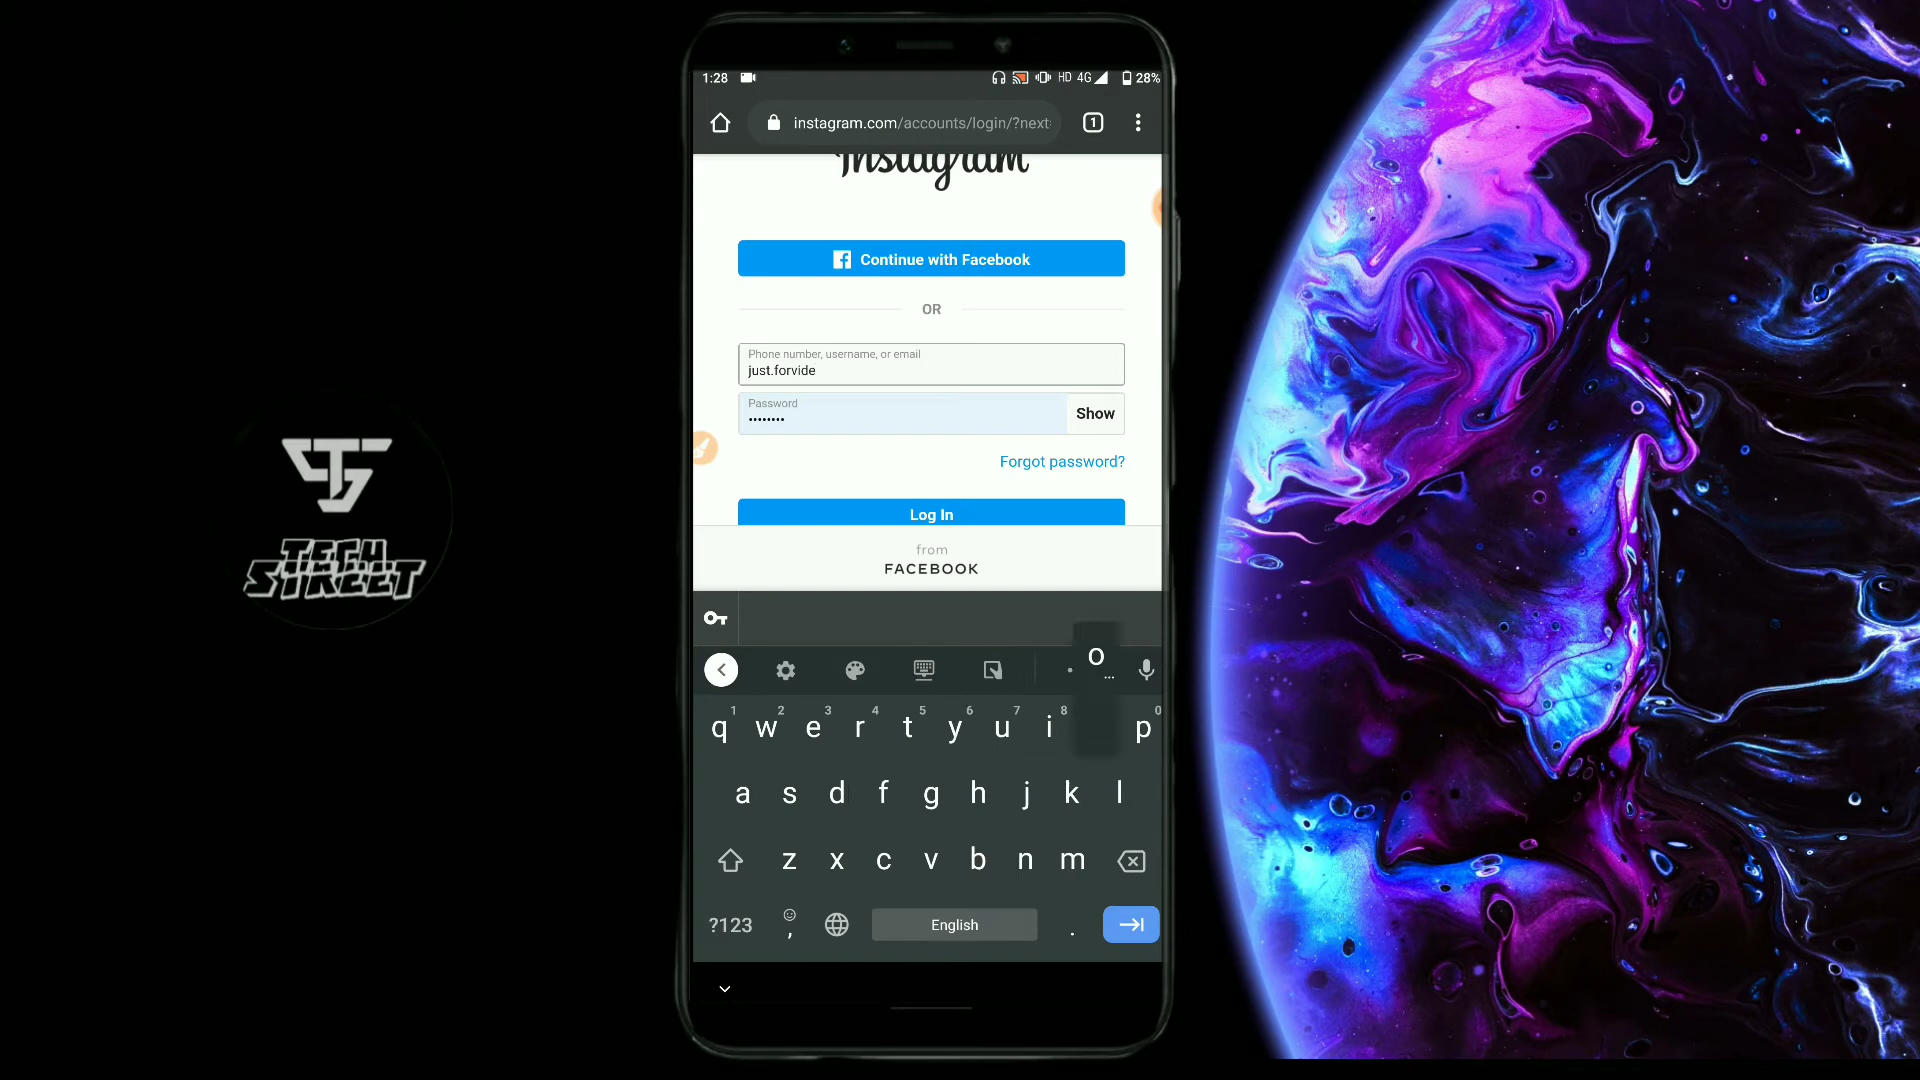 1:28
HD 4G 28%
instagram.com/accounts/login/?next=
1
Instagram
Continue with Facebook
OR
Phone number, username, or email
just.forvide
Password
••••••••
Show
Forgot password?
Log In
from
FACEBOOK
o
...
1 2 3 4 5 6 7 8 0
q w e r t y u i p
a s d f g h j k l
z x c v b n m
?123 , English .
TECH
STREET